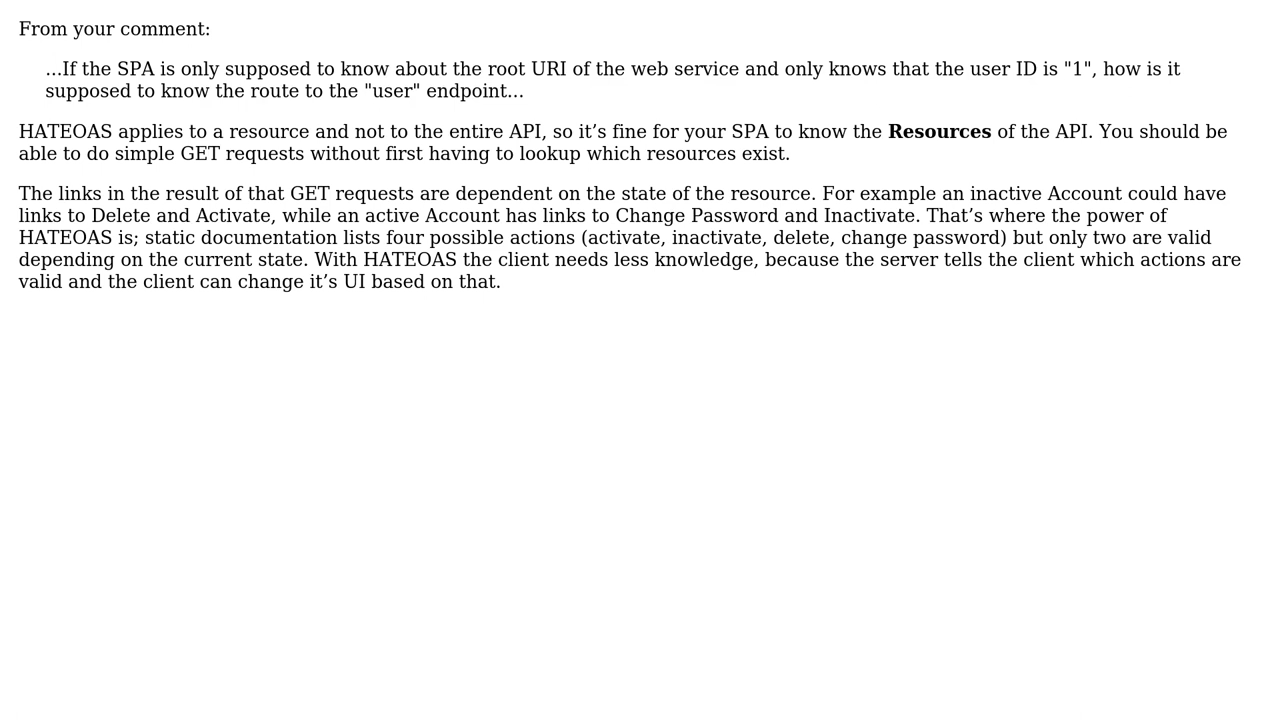 From your comment:
...If the SPA is only supposed to know about the root URI of the web service and only knows that the user ID is "1", how is it
supposed to know the route to the "user" endpoint...
HATEOAS applies to a resource and not to the entire API, so it’s fine for your SPA to know the Resources of the API. You should be
able to do simple GET requests without first having to lookup which resources exist.
The links in the result of that GET requests are dependent on the state of the resource. For example an inactive Account could have
links to Delete and Activate, while an active Account has links to Change Password and Inactivate. That’s where the power of
HATEOAS is; static documentation lists four possible actions (activate, inactivate, delete, change password) but only two are valid
depending on the current state. With HATEOAS the client needs less knowledge, because the server tells the client which actions are
valid and the client can change it’s UI based on that.